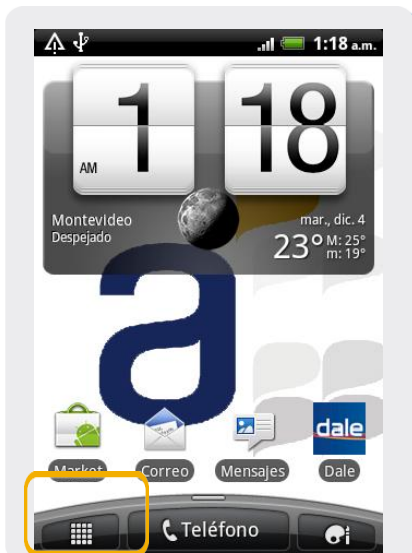 1:18 a.m.
1 18
AM
Montevideo
Despejado
mar., dic. 4
23° M: 25°
m: 19°
a
dale
Market Correo Mensajes Dale
Teléfono